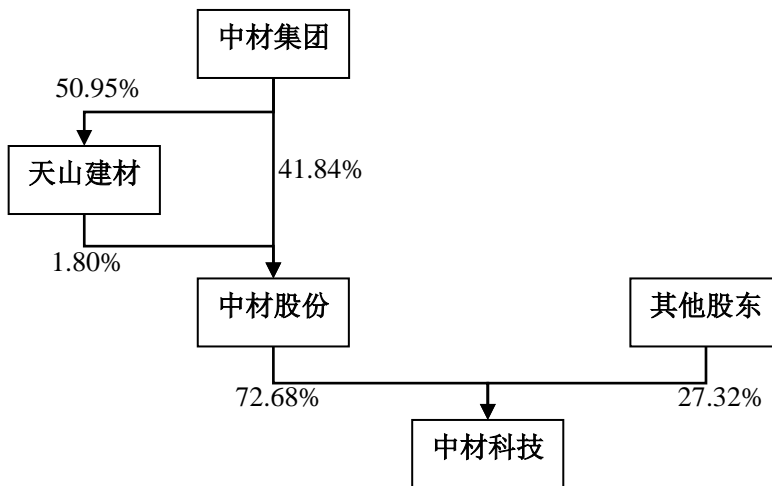 中材集团
50.95%
天山建材
41.84%
1.80%
中材股份
其他股东
72.68%
27.32%
中材科技